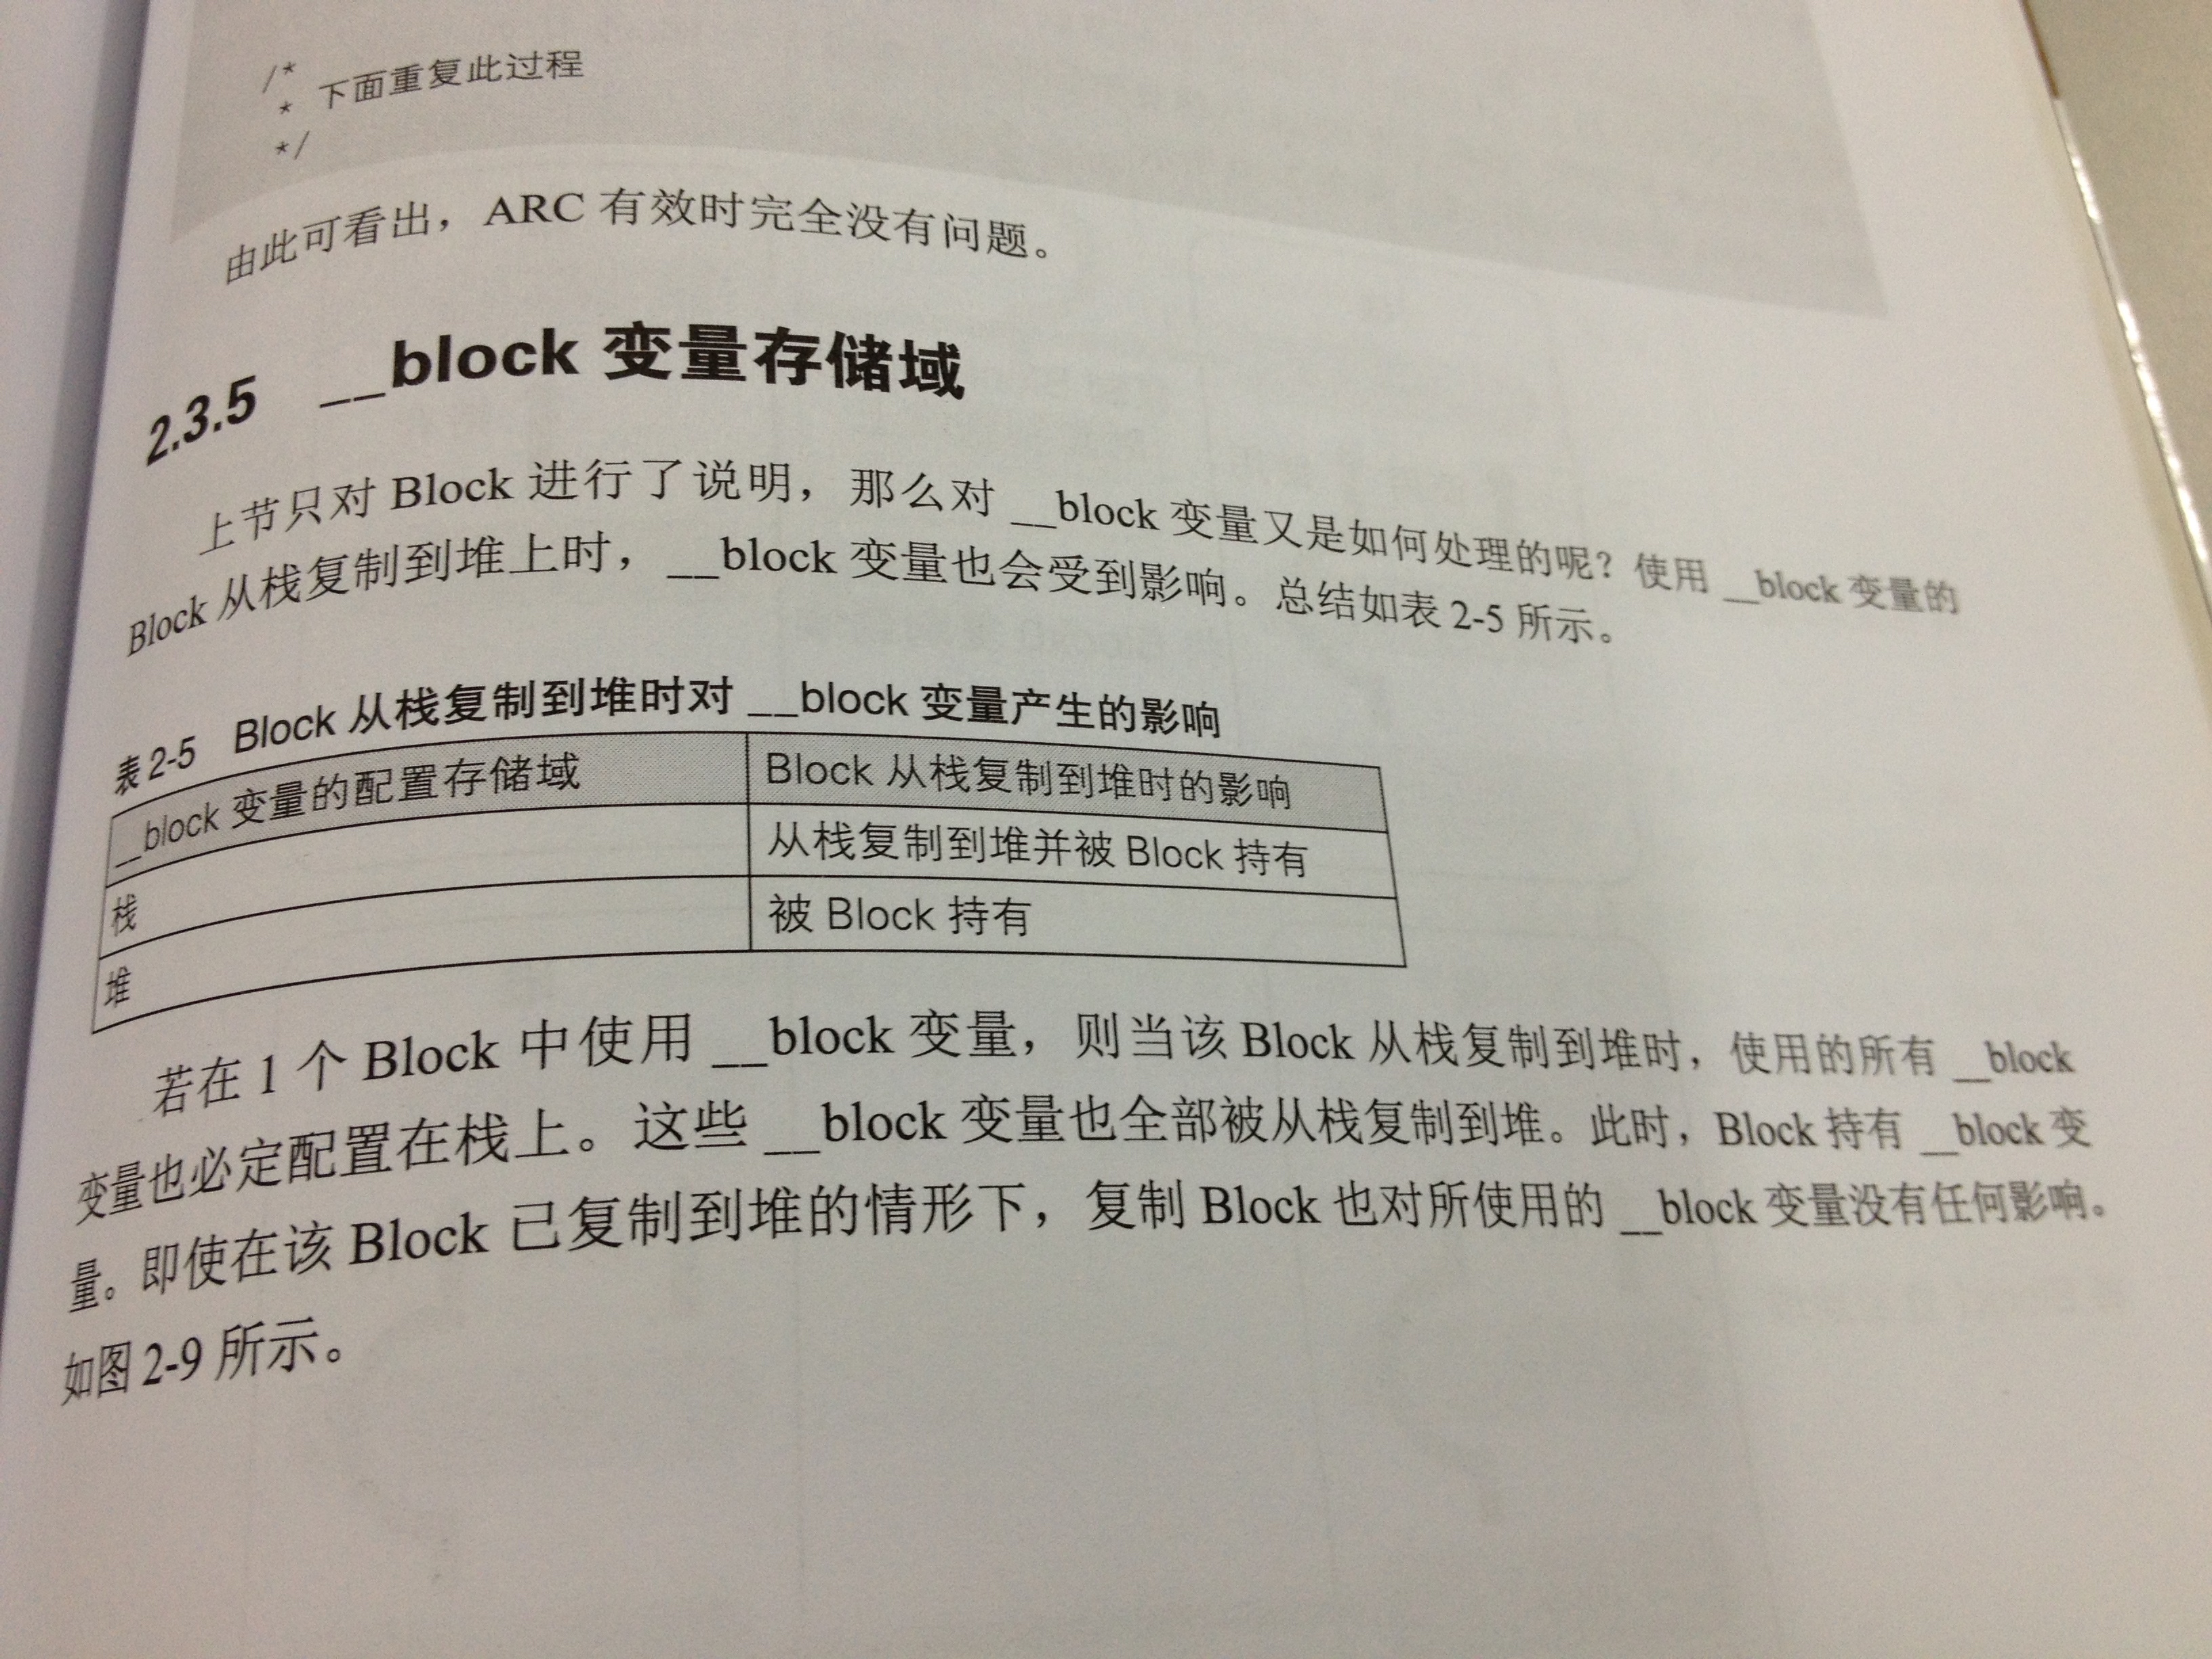 /*
* 下面重复此过程
*/
由此可看出，ARC 有效时完全没有问题。
2.3.5 __block 变量存储域
上节只对 Block 进行了说明，那么对 __block 变量又是如何处理的呢？使用 __block 变量的
Block 从栈复制到堆上时，__block 变量也会受到影响。总结如表 2-5 所示。
表 2-5 Block 从栈复制到堆时对 __block 变量产生的影响
__block 变量的配置存储域 Block 从栈复制到堆时的影响
栈 从栈复制到堆并被 Block 持有
堆 被 Block 持有
若在 1 个 Block 中使用 __block 变量，则当该 Block 从栈复制到堆时，使用的所有 __block
变量也必定配置在栈上。这些 __block 变量也全部被从栈复制到堆。此时，Block 持有 __block 变
量。即使在该 Block 已复制到堆的情形下，复制 Block 也对所使用的 __block 变量没有任何影响。
如图 2-9 所示。